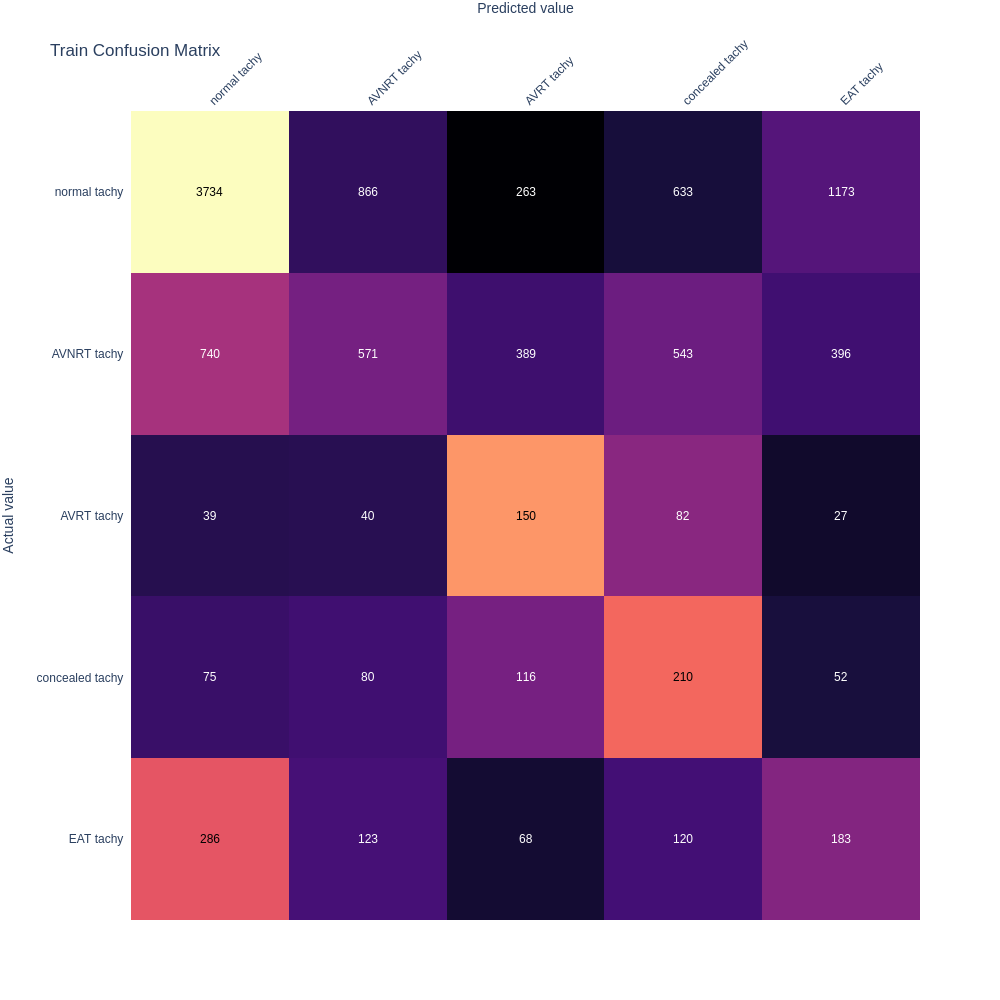 Predicted value
Train Confusion Matrix
normal tachy
AVNRT tachy
AVRT tachy
concealed tachy
EAT tachy
normal tachy 3734 866 263 633 1173
AVNRT tachy 740 571 389 543 396
Actual value
AVRT tachy 39 40 150 82 27
concealed tachy 75 80 116 210 52
EAT tachy 286 123 68 120 183